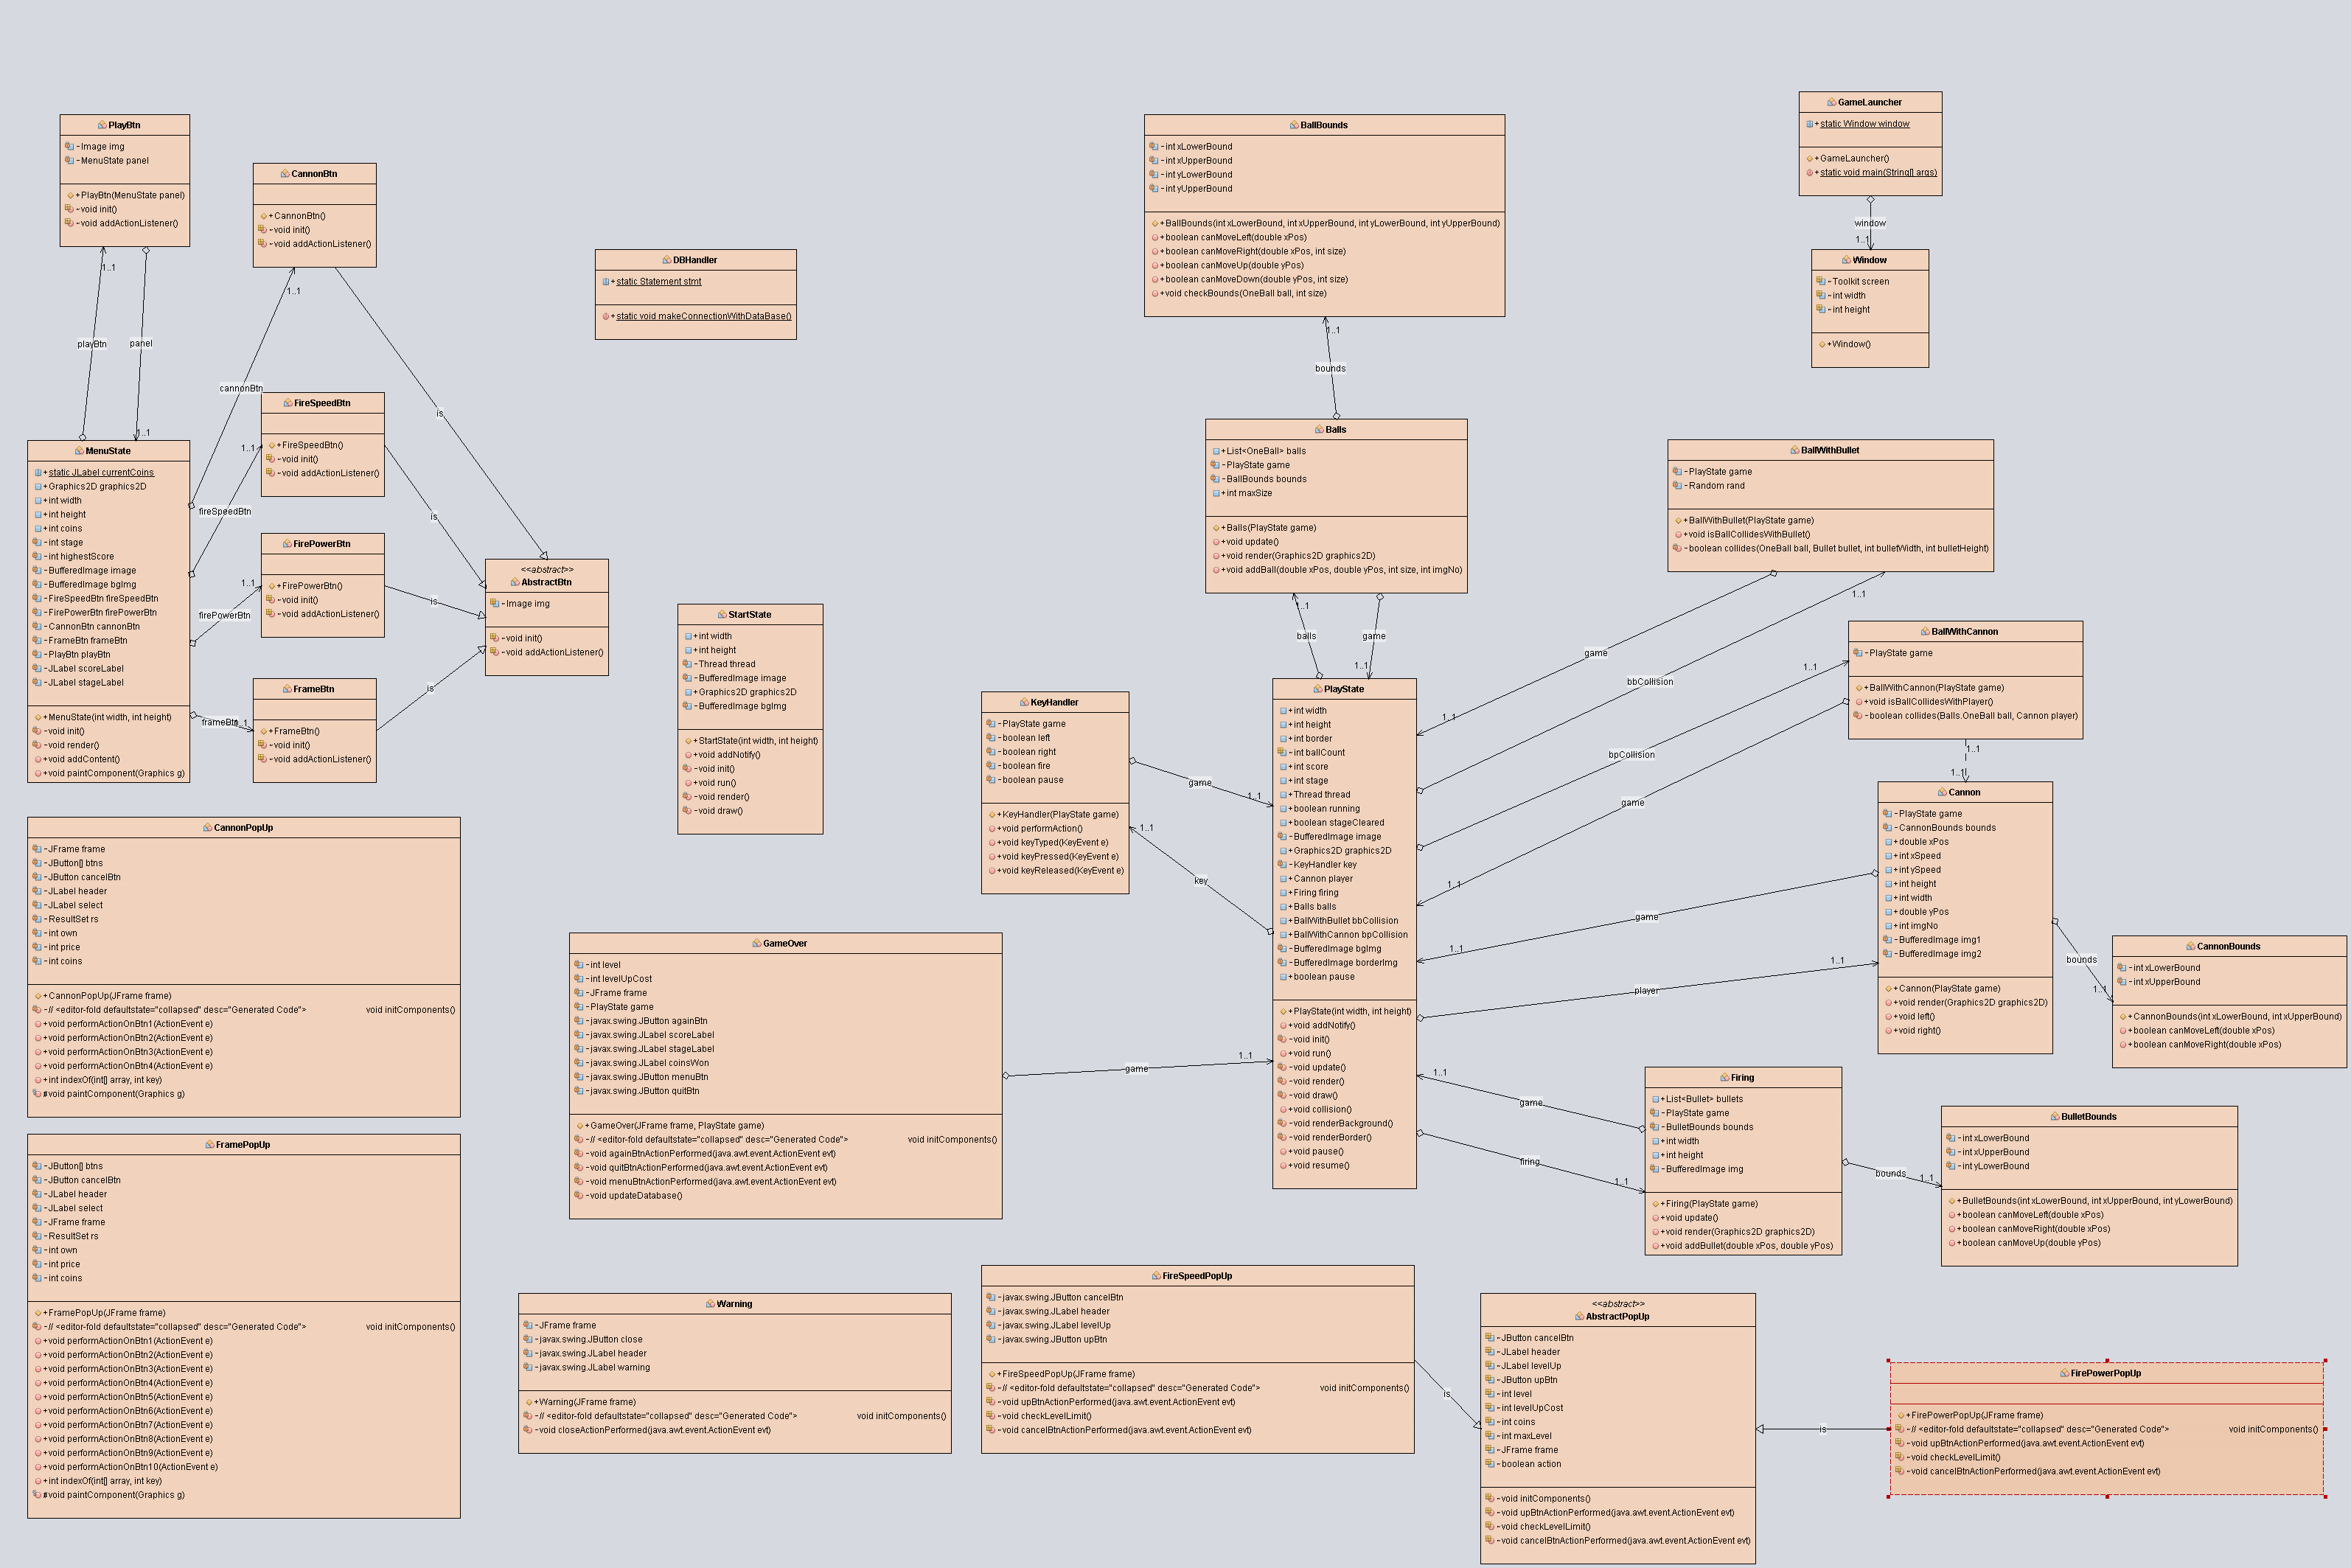 PlayBtn
-Image img
-MenuState panel
+PlayBtn(MenuState panel)
-void init()
-void addActionListener()
CannonBtn
+CannonBtn()
-void init()
-void addActionListener()
1..1
1..1
playBtn
panel
cannonBtn
is
1..1
DBHandler
+static Statement stmt
+static void makeConnectionWithDataBase()
BallBounds
-int xLowerBound
-int xUpperBound
-int yLowerBound
-int yUpperBound
+BallBounds(int xLowerBound, int xUpperBound, int yLowerBound, int yUpperBound)
+boolean canMoveLeft(double xPos)
+boolean canMoveRight(double xPos, int size)
+boolean canMoveUp(double yPos)
+boolean canMoveDown(double yPos, int size)
+void checkBounds(OneBall ball, int size)
1..1
bounds
GameLauncher
+static Window window
+GameLauncher()
+static void main(String[] args)
window
1..1
Window
-Toolkit screen
-int width
-int height
+Window()
FireSpeedBtn
+FireSpeedBtn()
-void init()
-void addActionListener()
1..1
fireSpeedBtn
is
MenuState
+static JLabel currentCoins
+Graphics2D graphics2D
+int width
+int height
+int coins
-int stage
-int highestScore
-BufferedImage image
-BufferedImage bgImg
-FireSpeedBtn fireSpeedBtn
-FirePowerBtn firePowerBtn
-CannonBtn cannonBtn
-FrameBtn frameBtn
-PlayBtn playBtn
-JLabel scoreLabel
-JLabel stageLabel
+MenuState(int width, int height)
-void init()
-void render()
+void addContent()
+void paintComponent(Graphics g)
FirePowerBtn
+FirePowerBtn()
-void init()
-void addActionListener()
1..1
firePowerBtn
is
FrameBtn
+FrameBtn()
-void init()
-void addActionListener()
frameBtn
1..1
is
<<abstract>>
AbstractBtn
-Image img
-void init()
-void addActionListener()
StartState
+int width
+int height
-Thread thread
-BufferedImage image
+Graphics2D graphics2D
-BufferedImage bgImg
+StartState(int width, int height)
+void addNotify()
-void init()
+void run()
-void render()
-void draw()
Balls
+List<OneBall> balls
-PlayState game
-BallBounds bounds
+int maxSize
+Balls(PlayState game)
+void update()
+void render(Graphics2D graphics2D)
+void addBall(double xPos, double yPos, int size, int imgNo)
1..1
balls
game
1..1
BallWithBullet
-PlayState game
-Random rand
+BallWithBullet(PlayState game)
+void isBallCollidesWithBullet()
-boolean collides(OneBall ball, Bullet bullet, int bulletWidth, int bulletHeight)
game
1..1
bbCollision
1..1
BallWithCannon
-PlayState game
+BallWithCannon(PlayState game)
+void isBallCollidesWithPlayer()
-boolean collides(Balls.OneBall ball, Cannon player)
1..1
bpCollision
game
1..1
1..1
1..1
KeyHandler
-PlayState game
-boolean left
-boolean right
-boolean fire
-boolean pause
+KeyHandler(PlayState game)
+void performAction()
+void keyTyped(KeyEvent e)
+void keyPressed(KeyEvent e)
+void keyReleased(KeyEvent e)
game
1..1
1..1
key
PlayState
+int width
+int height
+int border
-int ballCount
+int score
+int stage
+Thread thread
+boolean running
+boolean stageCleared
-BufferedImage image
+Graphics2D graphics2D
-KeyHandler key
+Cannon player
+Firing firing
+Balls balls
+BallWithBullet bbCollision
+BallWithCannon bpCollision
-BufferedImage bgImg
-BufferedImage borderImg
+boolean pause
+PlayState(int width, int height)
+void addNotify()
-void init()
+void run()
-void update()
-void render()
-void draw()
+void collision()
-void renderBackground()
-void renderBorder()
+void pause()
+void resume()
Cannon
-PlayState game
-CannonBounds bounds
+double xPos
+int xSpeed
+int ySpeed
+int height
+int width
+double yPos
+int imgNo
-BufferedImage img1
-BufferedImage img2
+Cannon(PlayState game)
+void render(Graphics2D graphics2D)
+void left()
+void right()
game
1..1
player
1..1
bounds
1..1
CannonBounds
-int xLowerBound
-int xUpperBound
+CannonBounds(int xLowerBound, int xUpperBound)
+boolean canMoveLeft(double xPos)
+boolean canMoveRight(double xPos)
CannonPopUp
-JFrame frame
-JButton[] btns
-JButton cancelBtn
-JLabel header
-JLabel select
-ResultSet rs
-int own
-int price
-int coins
+CannonPopUp(JFrame frame)
-// <editor-fold defaultstate="collapsed" desc="Generated Code"> void initComponents()
+void performActionOnBtn1(ActionEvent e)
+void performActionOnBtn2(ActionEvent e)
+void performActionOnBtn3(ActionEvent e)
+void performActionOnBtn4(ActionEvent e)
+int indexOf(int[] array, int key)
#void paintComponent(Graphics g)
GameOver
-int level
-int levelUpCost
-JFrame frame
-PlayState game
-javax.swing.JButton againBtn
-javax.swing.JLabel scoreLabel
-javax.swing.JLabel stageLabel
-javax.swing.JLabel coinsWon
-javax.swing.JButton menuBtn
-javax.swing.JButton quitBtn
+GameOver(JFrame frame, PlayState game)
-// <editor-fold defaultstate="collapsed" desc="Generated Code"> void initComponents()
-void againBtnActionPerformed(java.awt.event.ActionEvent evt)
-void quitBtnActionPerformed(java.awt.event.ActionEvent evt)
-void menuBtnActionPerformed(java.awt.event.ActionEvent evt)
-void updateDatabase()
game
1..1
Firing
+List<Bullet> bullets
-PlayState game
-BulletBounds bounds
+int width
+int height
-BufferedImage img
+Firing(PlayState game)
+void update()
+void render(Graphics2D graphics2D)
+void addBullet(double xPos, double yPos)
1..1
game
firing
1..1
bounds
1..1
BulletBounds
-int xLowerBound
-int xUpperBound
-int yLowerBound
+BulletBounds(int xLowerBound, int xUpperBound, int yLowerBound)
+boolean canMoveLeft(double xPos)
+boolean canMoveRight(double xPos)
+boolean canMoveUp(double yPos)
FramePopUp
-JButton[] btns
-JButton cancelBtn
-JLabel header
-JLabel select
-JFrame frame
-ResultSet rs
-int own
-int price
-int coins
+FramePopUp(JFrame frame)
-// <editor-fold defaultstate="collapsed" desc="Generated Code"> void initComponents()
+void performActionOnBtn1(ActionEvent e)
+void performActionOnBtn2(ActionEvent e)
+void performActionOnBtn3(ActionEvent e)
+void performActionOnBtn4(ActionEvent e)
+void performActionOnBtn5(ActionEvent e)
+void performActionOnBtn6(ActionEvent e)
+void performActionOnBtn7(ActionEvent e)
+void performActionOnBtn8(ActionEvent e)
+void performActionOnBtn9(ActionEvent e)
+void performActionOnBtn10(ActionEvent e)
+int indexOf(int[] array, int key)
#void paintComponent(Graphics g)
Warning
-JFrame frame
-javax.swing.JButton close
-javax.swing.JLabel header
-javax.swing.JLabel warning
+Warning(JFrame frame)
-// <editor-fold defaultstate="collapsed" desc="Generated Code"> void initComponents()
-void closeActionPerformed(java.awt.event.ActionEvent evt)
FireSpeedPopUp
-javax.swing.JButton cancelBtn
-javax.swing.JLabel header
-javax.swing.JLabel levelUp
-javax.swing.JButton upBtn
+FireSpeedPopUp(JFrame frame)
-// <editor-fold defaultstate="collapsed" desc="Generated Code"> void initComponents()
-void upBtnActionPerformed(java.awt.event.ActionEvent evt)
-void checkLevelLimit()
-void cancelBtnActionPerformed(java.awt.event.ActionEvent evt)
is
<<abstract>>
AbstractPopUp
-JButton cancelBtn
-JLabel header
-JLabel levelUp
-JButton upBtn
-int level
-int levelUpCost
-int coins
-int maxLevel
-JFrame frame
-boolean action
-void initComponents()
-void upBtnActionPerformed(java.awt.event.ActionEvent evt)
-void checkLevelLimit()
-void cancelBtnActionPerformed(java.awt.event.ActionEvent evt)
is
FirePowerPopUp
+FirePowerPopUp(JFrame frame)
-// <editor-fold defaultstate="collapsed" desc="Generated Code"> void initComponents()
-void upBtnActionPerformed(java.awt.event.ActionEvent evt)
-void checkLevelLimit()
-void cancelBtnActionPerformed(java.awt.event.ActionEvent evt)